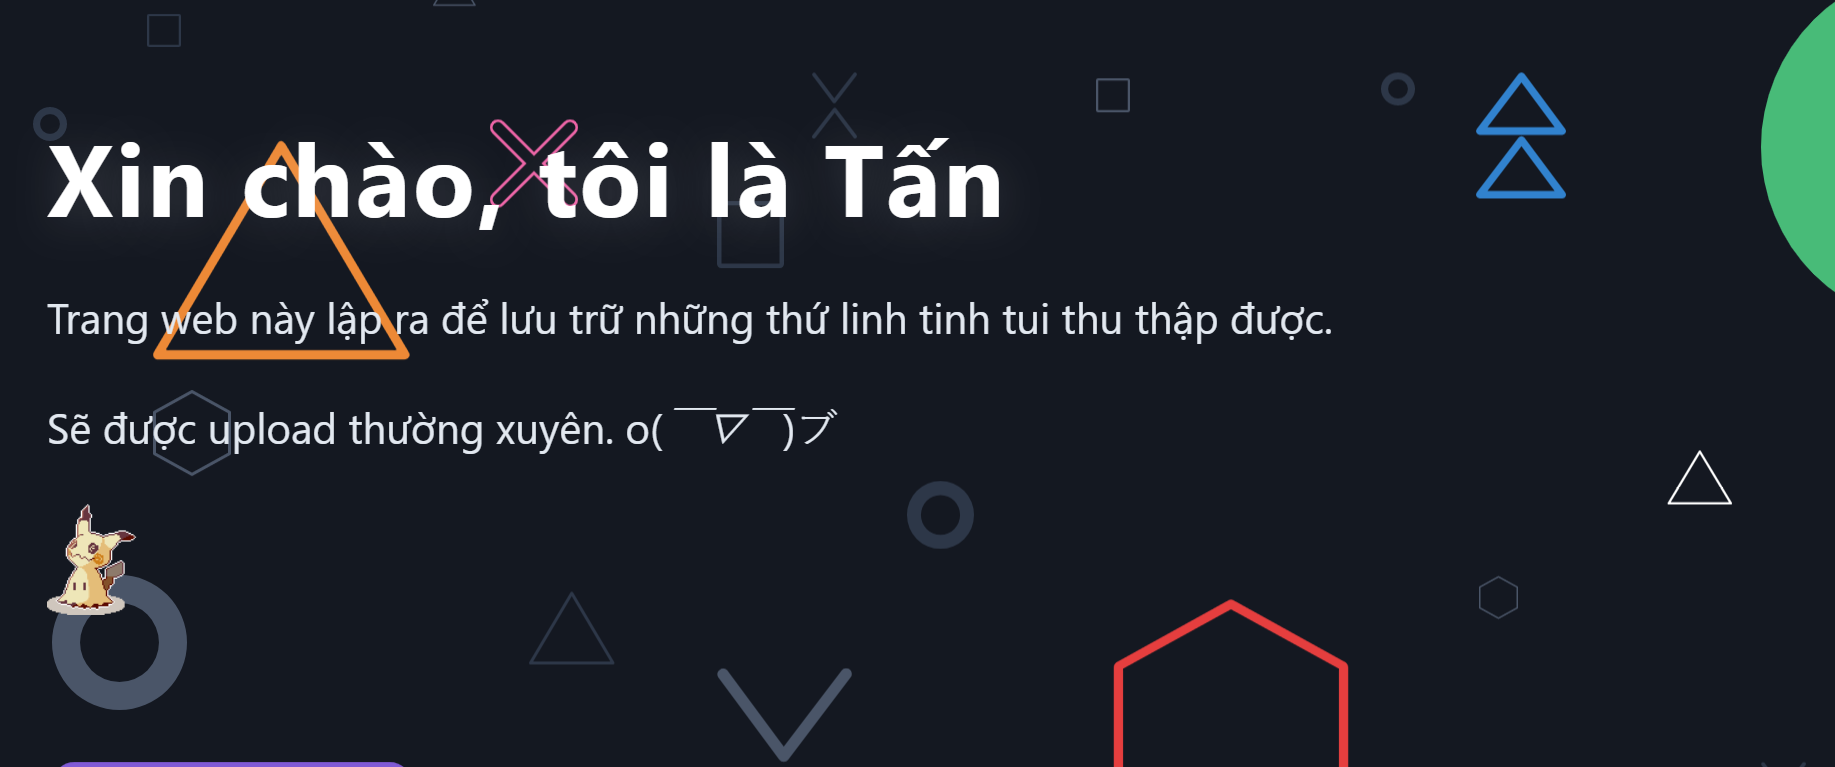 Xin chào, tôi là Tấn
Trang web này lập ra để lưu trữ những thứ linh tinh tui thu thập được.
Sẽ được upload thường xuyên. o(￣▽￣)ブ